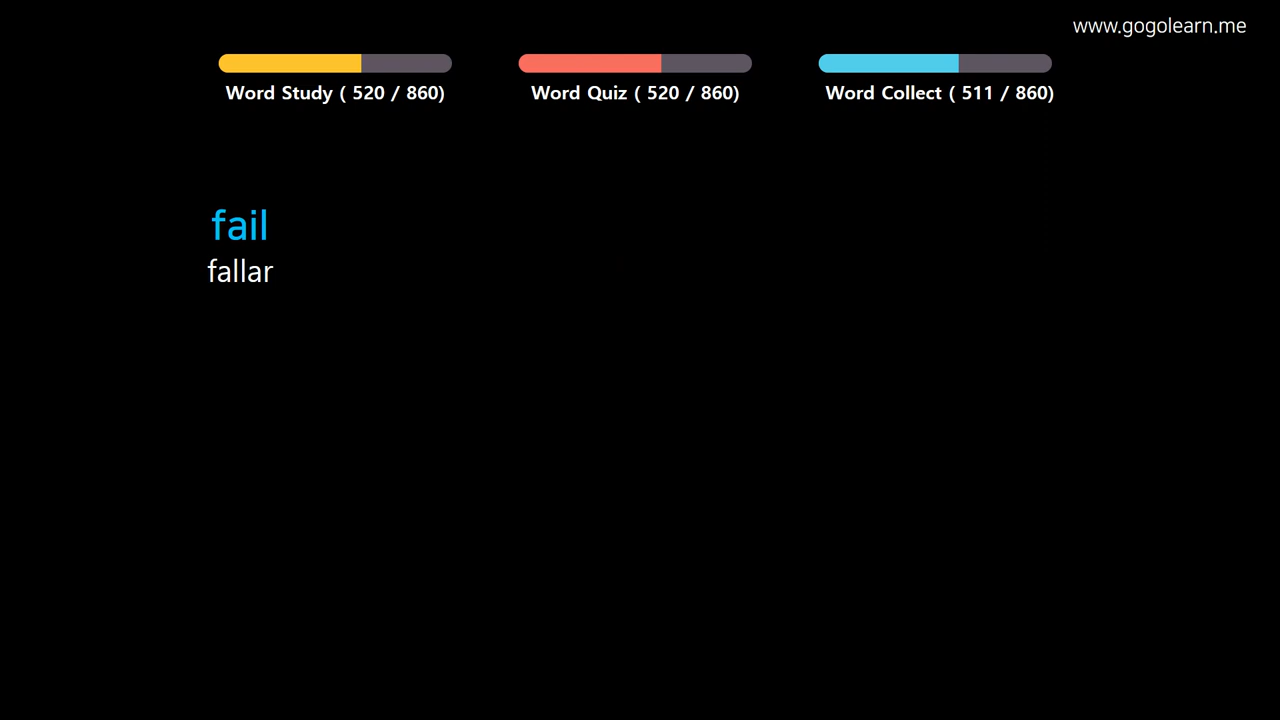 www.gogolearn.me
Word Study ( 520 / 860)
Word Quiz ( 520 / 860)
Word Collect ( 511 / 860)
fail
fallar